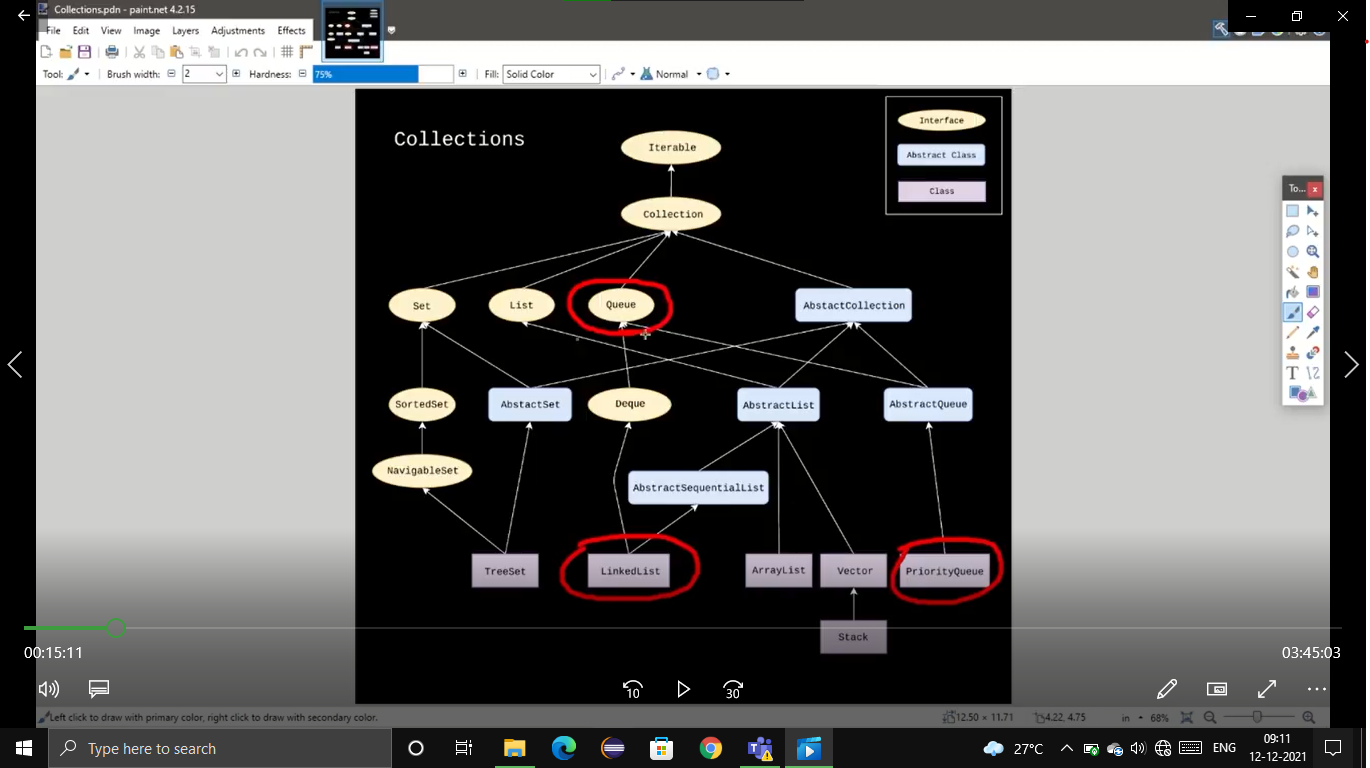 Collections.pdn - paint.net 4.2.15
File Edit View Image Layers Adjustments Effects
Tool: Brush width: 2 Hardness: 75% Fill: Solid Color Normal
Collections
Interface
Abstract Class
Class
Iterable
Collection
Set List Queue AbstactCollection
SortedSet AbstactSet Deque AbstractList AbstractQueue
NavigableSet
AbstractSequentialList
TreeSet LinkedList ArrayList Vector PriorityQueue
Stack
To... x
T 12
00:15:11 03:45:03
10 30
Left click to draw with primary color, right click to draw with secondary color. 12.50 × 11.71 4.22, 4.75 in 68%
Type here to search 27°C ENG 09:11
12-12-2021